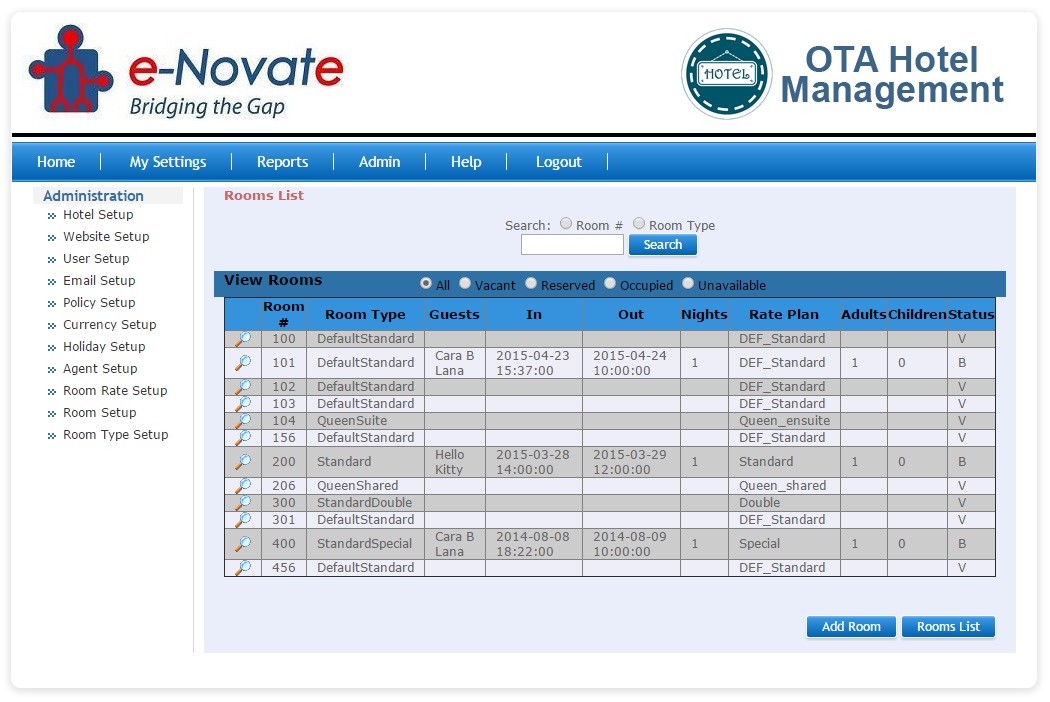 e-Novate
Bridging the Gap
HOTEL
OTA Hotel
Management
Home My Settings Reports Admin Help Logout
Administration
Hotel Setup
Website Setup
User Setup
Email Setup
Policy Setup
Currency Setup
Holiday Setup
Agent Setup
Room Rate Setup
Room Setup
Room Type Setup
Rooms List
Search: Room # Room Type
Search
View Rooms All Vacant Reserved Occupied Unavailable
Room # Room Type Guests In Out Nights Rate Plan Adults Children Status
100 DefaultStandard DEF_Standard V
101 DefaultStandard Cara B Lana 2015-04-23 15:37:00 2015-04-24 10:00:00 1 DEF_Standard 1 0 B
102 DefaultStandard DEF_Standard V
103 DefaultStandard DEF_Standard V
104 QueenSuite Queen_ensuite V
156 DefaultStandard DEF_Standard V
200 Standard Hello Kitty 2015-03-28 14:00:00 2015-03-29 12:00:00 1 Standard 1 0 B
206 QueenShared Queen_shared V
300 StandardDouble Double V
301 DefaultStandard DEF_Standard V
400 StandardSpecial Cara B Lana 2014-08-08 18:22:00 2014-08-09 10:00:00 1 Special 1 0 B
456 DefaultStandard DEF_Standard V
Add Room Rooms List